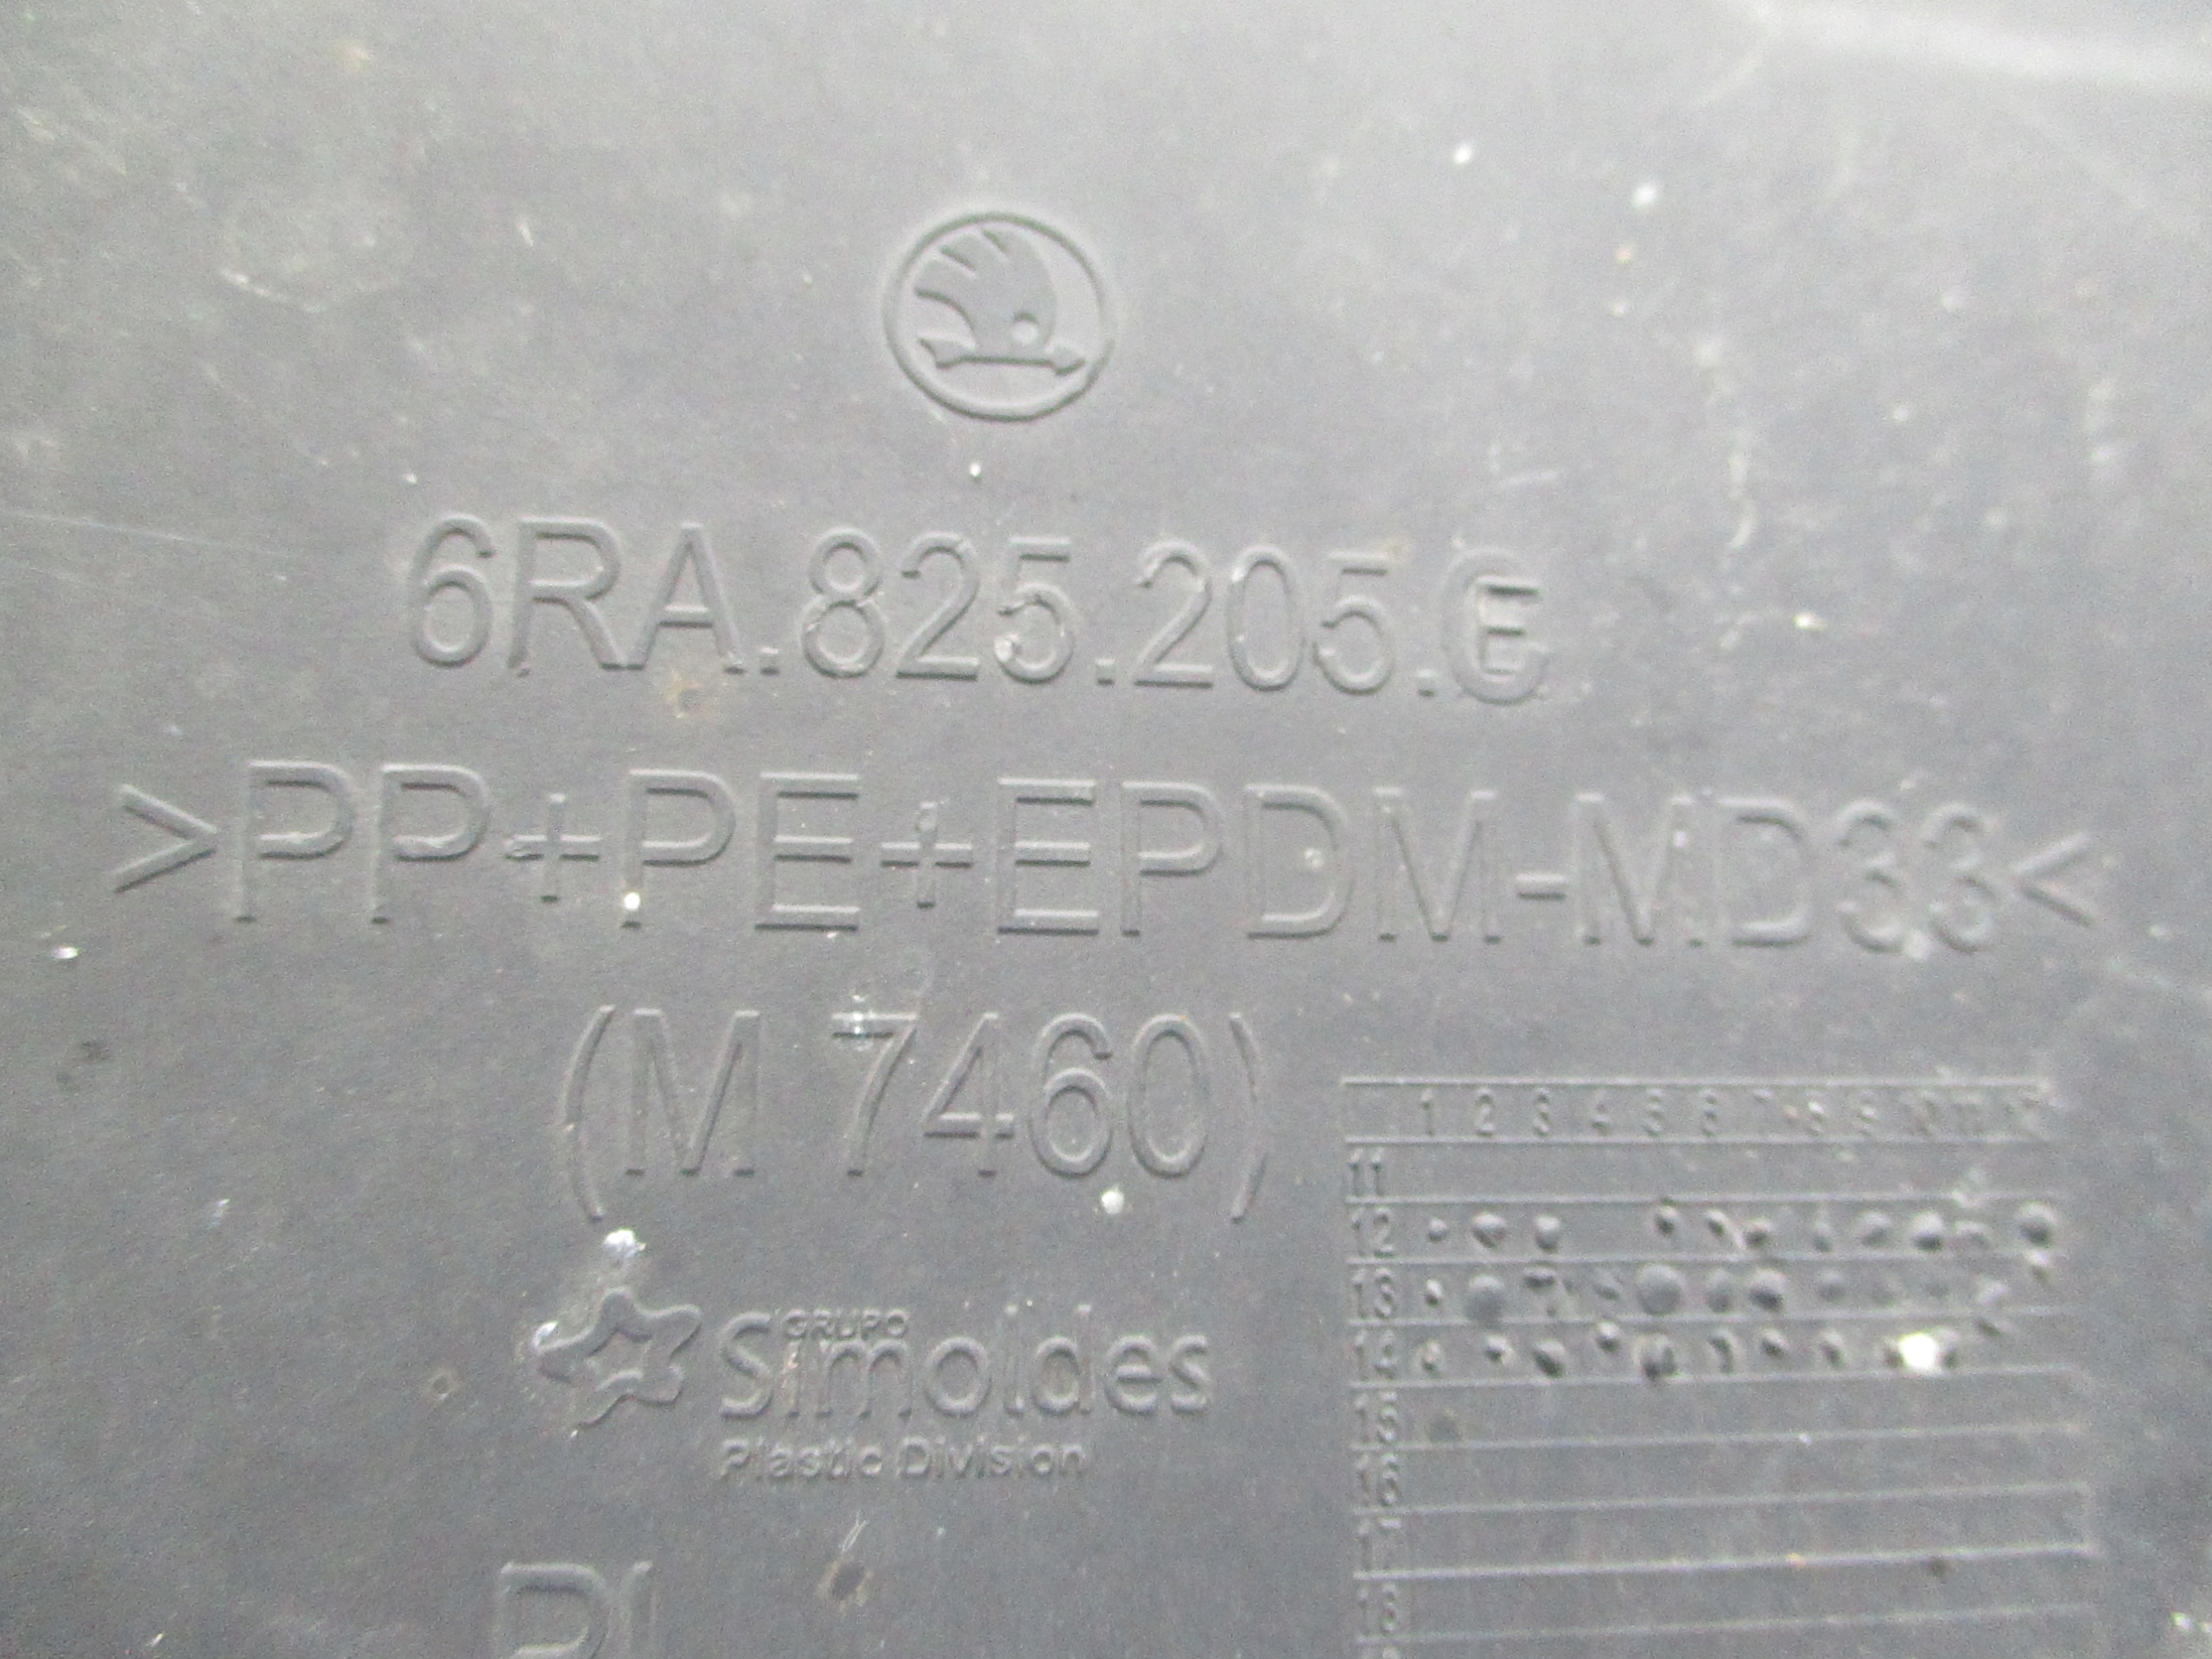 6RA.825.205.E
>PP+PE+EPDM-MD33<
(M 7460)
GRUPO
Simoldes
Plastic Division
1 2 3 4 5 6 7 8 9 10 11 12
11
12
13
14
15
16
17
18